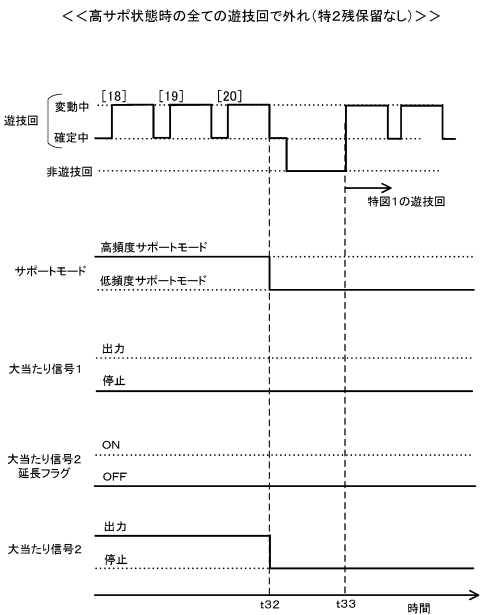 <<高サポ状態時の全ての遊技回で外れ(特2残保留なし)>>
[18] [19] [20]
遊技回
変動中
確定中
非遊技回
特図1の遊技回
サポートモード
高頻度サポートモード
低頻度サポートモード
大当たり信号1
出力
停止
大当たり信号2
延長フラグ
ON
OFF
大当たり信号2
出力
停止
t32 t33 時間